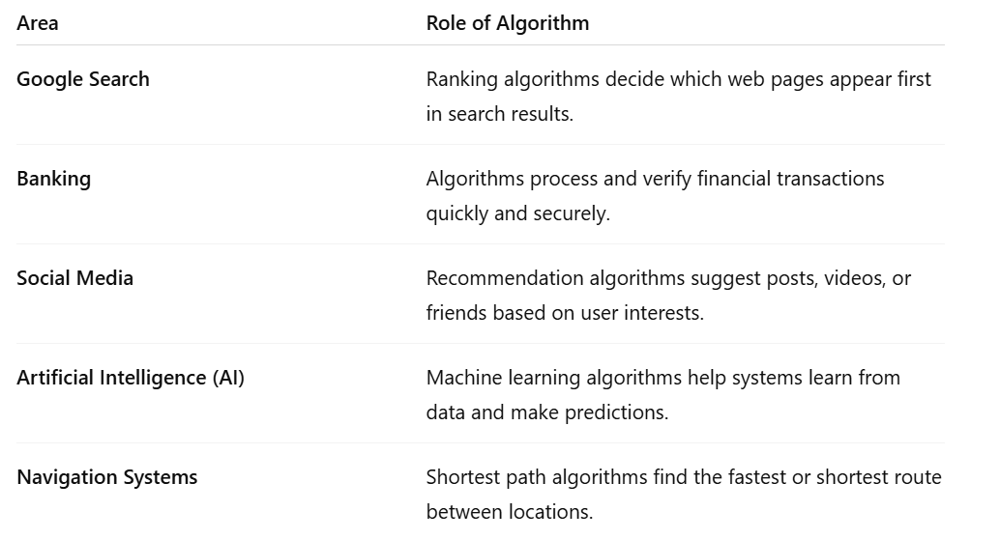 Area Role of Algorithm
Google Search Ranking algorithms decide which web pages appear first
in search results.
Banking Algorithms process and verify financial transactions
quickly and securely.
Social Media Recommendation algorithms suggest posts, videos, or
friends based on user interests.
Artificial Intelligence (AI) Machine learning algorithms help systems learn from
data and make predictions.
Navigation Systems Shortest path algorithms find the fastest or shortest route
between locations.